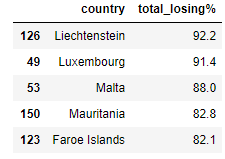 country total_losing%
126 Liechtenstein 92.2
49 Luxembourg 91.4
53 Malta 88.0
150 Mauritania 82.8
123 Faroe Islands 82.1